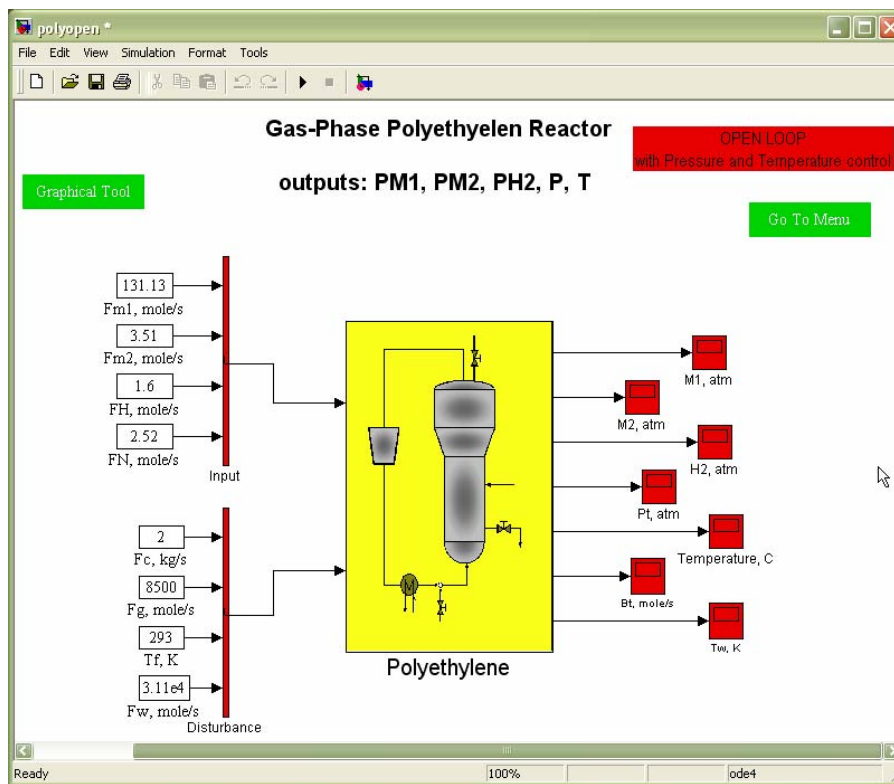 polyopen *
File Edit View Simulation Format Tools
Gas-Phase Polyethyelen Reactor
OPEN LOOP
with Pressure and Temperature control
outputs: PM1, PM2, PH2, P, T
Graphical Tool
Go To Menu
131.13
Fm1, mole/s
3.51
Fm2, mole/s
1.6
FH, mole/s
2.52
FN, mole/s
Input
2
Fc, kg/s
8500
Fg, mole/s
293
Tf, K
3.11e4
Fw, mole/s
Disturbance
M
Polyethylene
M1, atm
M2, atm
H2, atm
Pt, atm
Temperature, C
Bt, mole/s
Tw, K
Ready 100% ode4